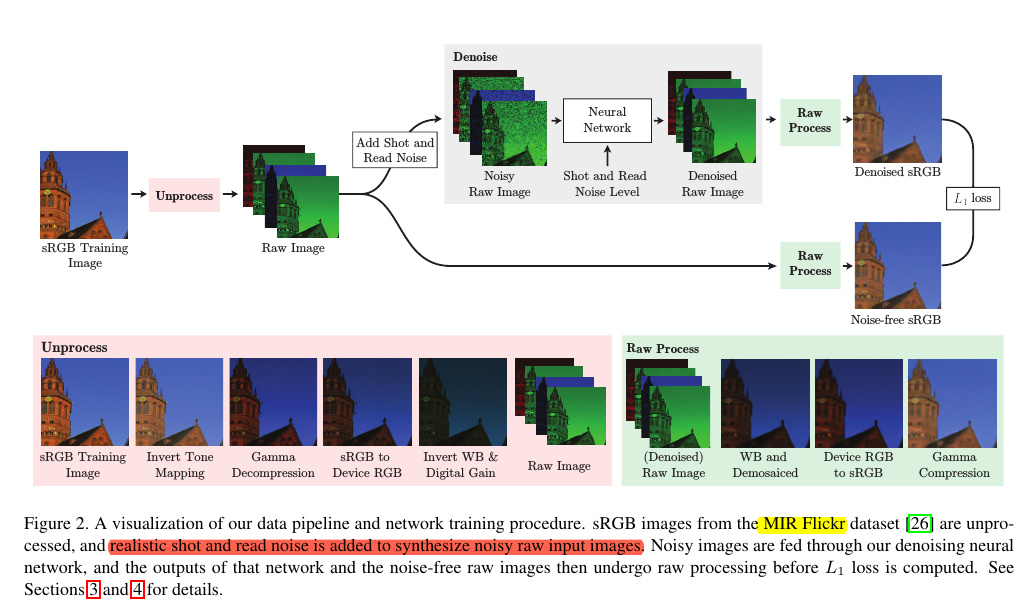 Denoise
Add Shot and
Read Noise
Neural
Network
Noisy
Raw Image
Shot and Read
Noise Level
Denoised
Raw Image
Raw
Process
Denoised sRGB
Unprocess
sRGB Training
Image
Raw Image
L1 loss
Raw
Process
Noise-free sRGB
Unprocess
sRGB Training
Image
Invert Tone
Mapping
Gamma
Decompression
sRGB to
Device RGB
Invert WB &
Digital Gain
Raw Image
Raw Process
(Denoised)
Raw Image
WB and
Demosaiced
Device RGB
to sRGB
Gamma
Compression
Figure 2. A visualization of our data pipeline and network training procedure. sRGB images from the MIR Flickr dataset [26] are unpro-
cessed, and realistic shot and read noise is added to synthesize noisy raw input images. Noisy images are fed through our denoising neural
network, and the outputs of that network and the noise-free raw images then undergo raw processing before L1 loss is computed. See
Sections 3 and 4 for details.